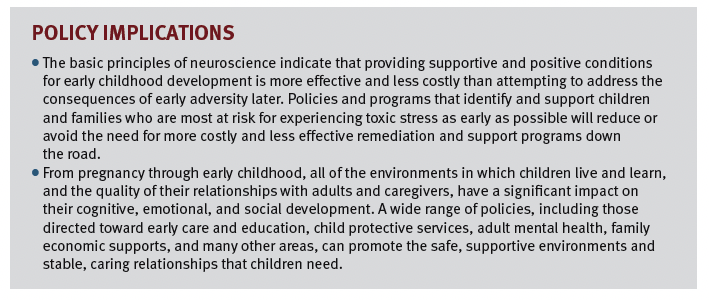 POLICY IMPLICATIONS
• The basic principles of neuroscience indicate that providing supportive and positive conditions
for early childhood development is more effective and less costly than attempting to address the
consequences of early adversity later. Policies and programs that identify and support children
and families who are most at risk for experiencing toxic stress as early as possible will reduce or
avoid the need for more costly and less effective remediation and support programs down
the road.
• From pregnancy through early childhood, all of the environments in which children live and learn,
and the quality of their relationships with adults and caregivers, have a significant impact on
their cognitive, emotional, and social development. A wide range of policies, including those
directed toward early care and education, child protective services, adult mental health, family
economic supports, and many other areas, can promote the safe, supportive environments and
stable, caring relationships that children need.